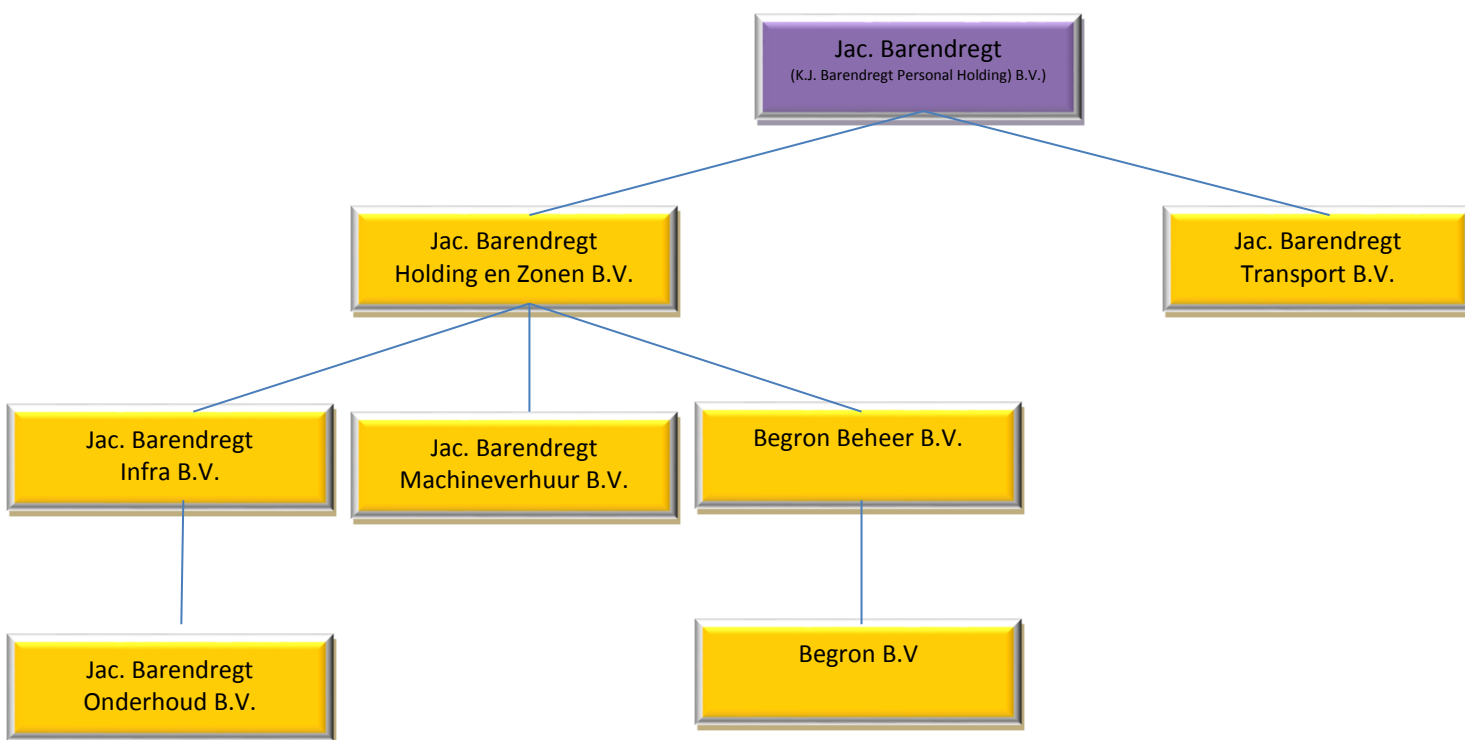 Jac. Barendregt
(K.J. Barendregt Personal Holding) B.V.)
Jac. Barendregt
Holding en Zonen B.V.
Jac. Barendregt
Transport B.V.
Jac. Barendregt
Infra B.V.
Jac. Barendregt
Machineverhuur B.V.
Begron Beheer B.V.
Jac. Barendregt
Onderhoud B.V.
Begron B.V